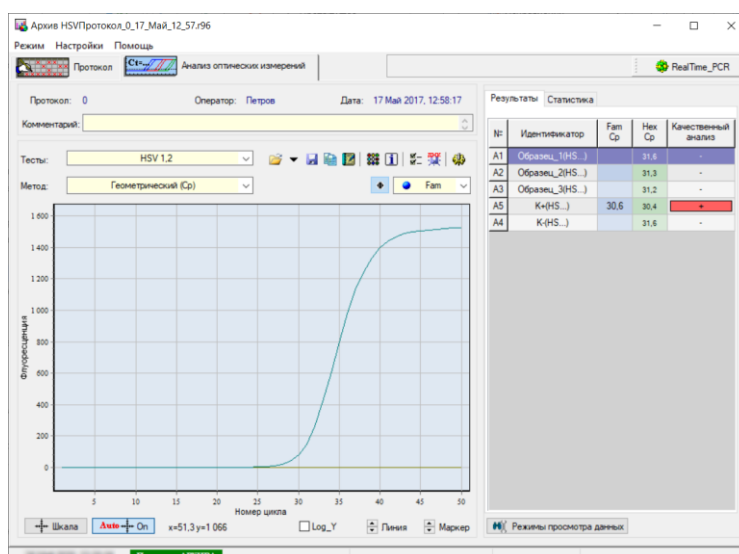 Архив HSVПротокол_0_17_Май_12_57.r96
Режим Настройки Помощь
Протокол Ct=... Анализ оптических измерений RealTime_PCR
Протокол: 0 Оператор: Петров Дата: 17 Май 2017, 12:58:17
Комментарий:
Тесты: HSV 1,2
Метод: Геометрический (Cp) Fam
1 600
1 400
1 200
1 000
800
600
400
200
0
Флуоресценция
5 10 15 20 25 30 35 40 45 50
Номер цикла
Шкала Auto On x=51,3 y=1 066 Log_Y Линия Маркер
Результаты Статистика
№ Идентификатор Fam Cp Hex Cp Качественный анализ
A1 Образец_1(HS...) 31,6 -
A2 Образец_2(HS...) 31,3 -
A3 Образец_3(HS...) 31,2 -
A5 K+(HS...) 30,6 30,4 +
A4 K-(HS...) 31,6 -
Режимы просмотра данных